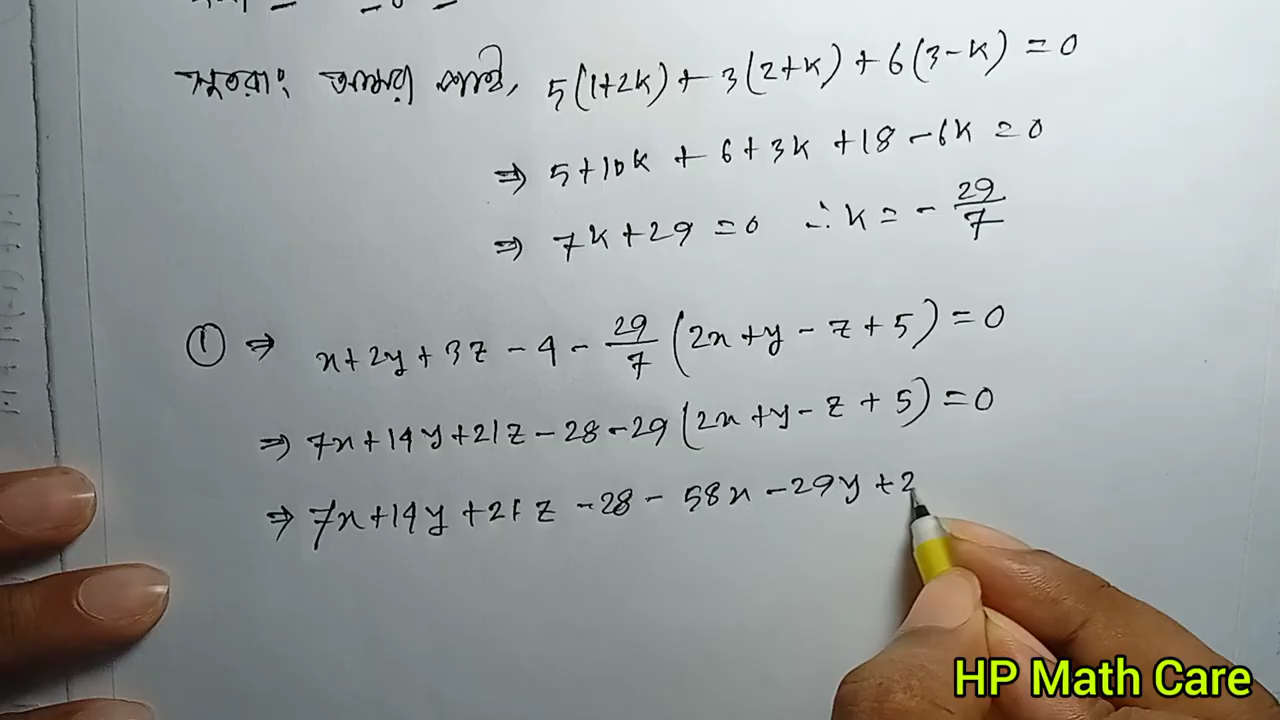 সুতরাং আমরা পাই, 5(1+2k) + 3(2+k) + 6(3-k) = 0
⇒ 5+10k + 6+3k +18 -6k = 0
⇒ 7k+29 = 0 ∴ k = - 29/7
① ⇒ x+2y+3z-4 - 29/7 (2x+y-z+5) = 0
⇒ 7x+14y+21z-28-29(2x+y-z+5) = 0
⇒ 7x+14y+21z-28-58x-29y+2
HP Math Care